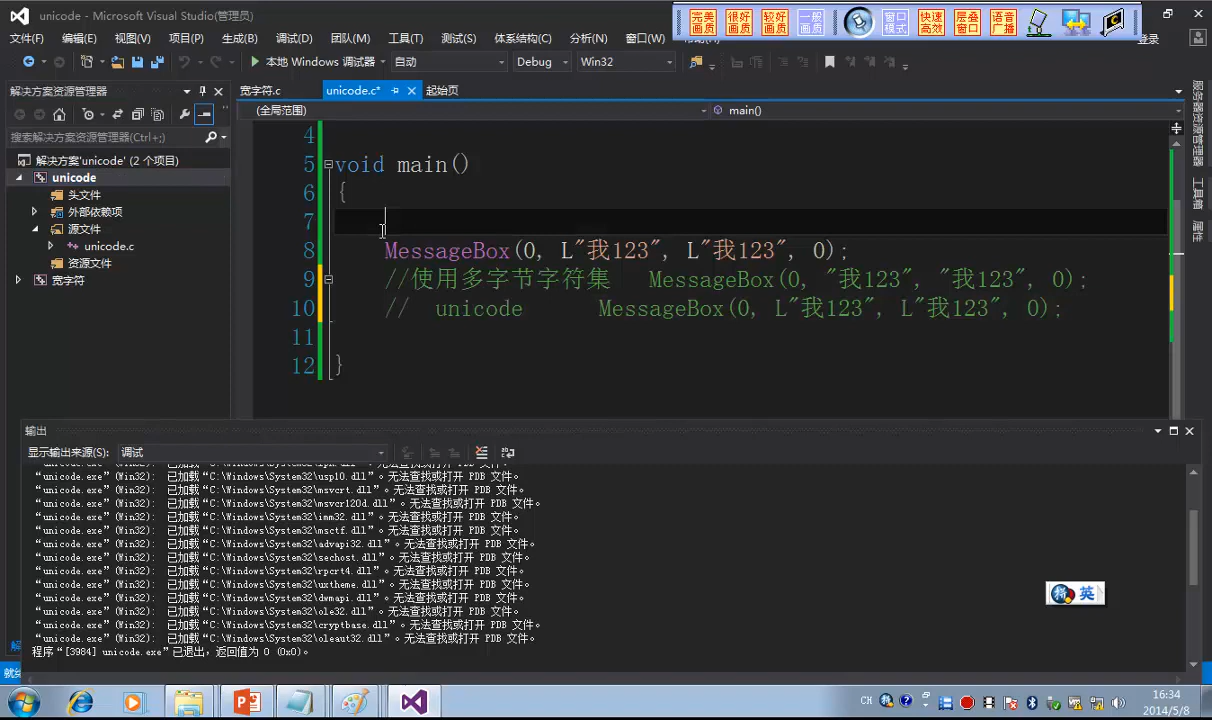 unicode - Microsoft Visual Studio(管理员)
完美画质 很好画质 较好画质 一般画质 窗口模式 快速高效 层叠窗口 语音广播
文件(F) 编辑(E) 视图(V) 项目(P) 生成(B) 调试(D) 团队(M) 工具(T) 测试(S) 体系结构(C) 分析(N) 窗口(W) 登录
本地 Windows 调试器 自动 Debug Win32
解决方案资源管理器
宽字符.c unicode.c* 起始页
(全局范围) main()
搜索解决方案资源管理器(Ctrl+;)
解决方案'unicode' (2 个项目)
unicode
头文件
外部依赖项
源文件
unicode.c
资源文件
宽字符
4
5 void main()
6 {
7
8 MessageBox(0, L"我123", L"我123", 0);
9 //使用多字节字符集 MessageBox(0, "我123", "我123", 0);
10 // unicode MessageBox(0, L"我123", L"我123", 0);
11
12 }
服务器资源管理器
工具箱
属性
输出
显示输出来源(S): 调试
“unicode.exe”(Win32): 已加载“C:\Windows\System32\usp10.dll”。无法查找或打开 PDB 文件。
“unicode.exe”(Win32): 已加载“C:\Windows\System32\msvcrt.dll”。无法查找或打开 PDB 文件。
“unicode.exe”(Win32): 已加载“C:\Windows\System32\msvcr120d.dll”。无法查找或打开 PDB 文件。
“unicode.exe”(Win32): 已加载“C:\Windows\System32\imm32.dll”。无法查找或打开 PDB 文件。
“unicode.exe”(Win32): 已加载“C:\Windows\System32\msctf.dll”。无法查找或打开 PDB 文件。
“unicode.exe”(Win32): 已加载“C:\Windows\System32\advapi32.dll”。无法查找或打开 PDB 文件。
“unicode.exe”(Win32): 已加载“C:\Windows\System32\sechost.dll”。无法查找或打开 PDB 文件。
“unicode.exe”(Win32): 已加载“C:\Windows\System32\rpcrt4.dll”。无法查找或打开 PDB 文件。
“unicode.exe”(Win32): 已加载“C:\Windows\System32\uxtheme.dll”。无法查找或打开 PDB 文件。
“unicode.exe”(Win32): 已加载“C:\Windows\System32\dwmapi.dll”。无法查找或打开 PDB 文件。
“unicode.exe”(Win32): 已加载“C:\Windows\System32\ole32.dll”。无法查找或打开 PDB 文件。
“unicode.exe”(Win32): 已加载“C:\Windows\System32\cryptbase.dll”。无法查找或打开 PDB 文件。
“unicode.exe”(Win32): 已加载“C:\Windows\System32\oleaut32.dll”。无法查找或打开 PDB 文件。
程序“[3984] unicode.exe”已退出，返回值为 0 (0x0)。
英
CH
16:34
2014/5/8